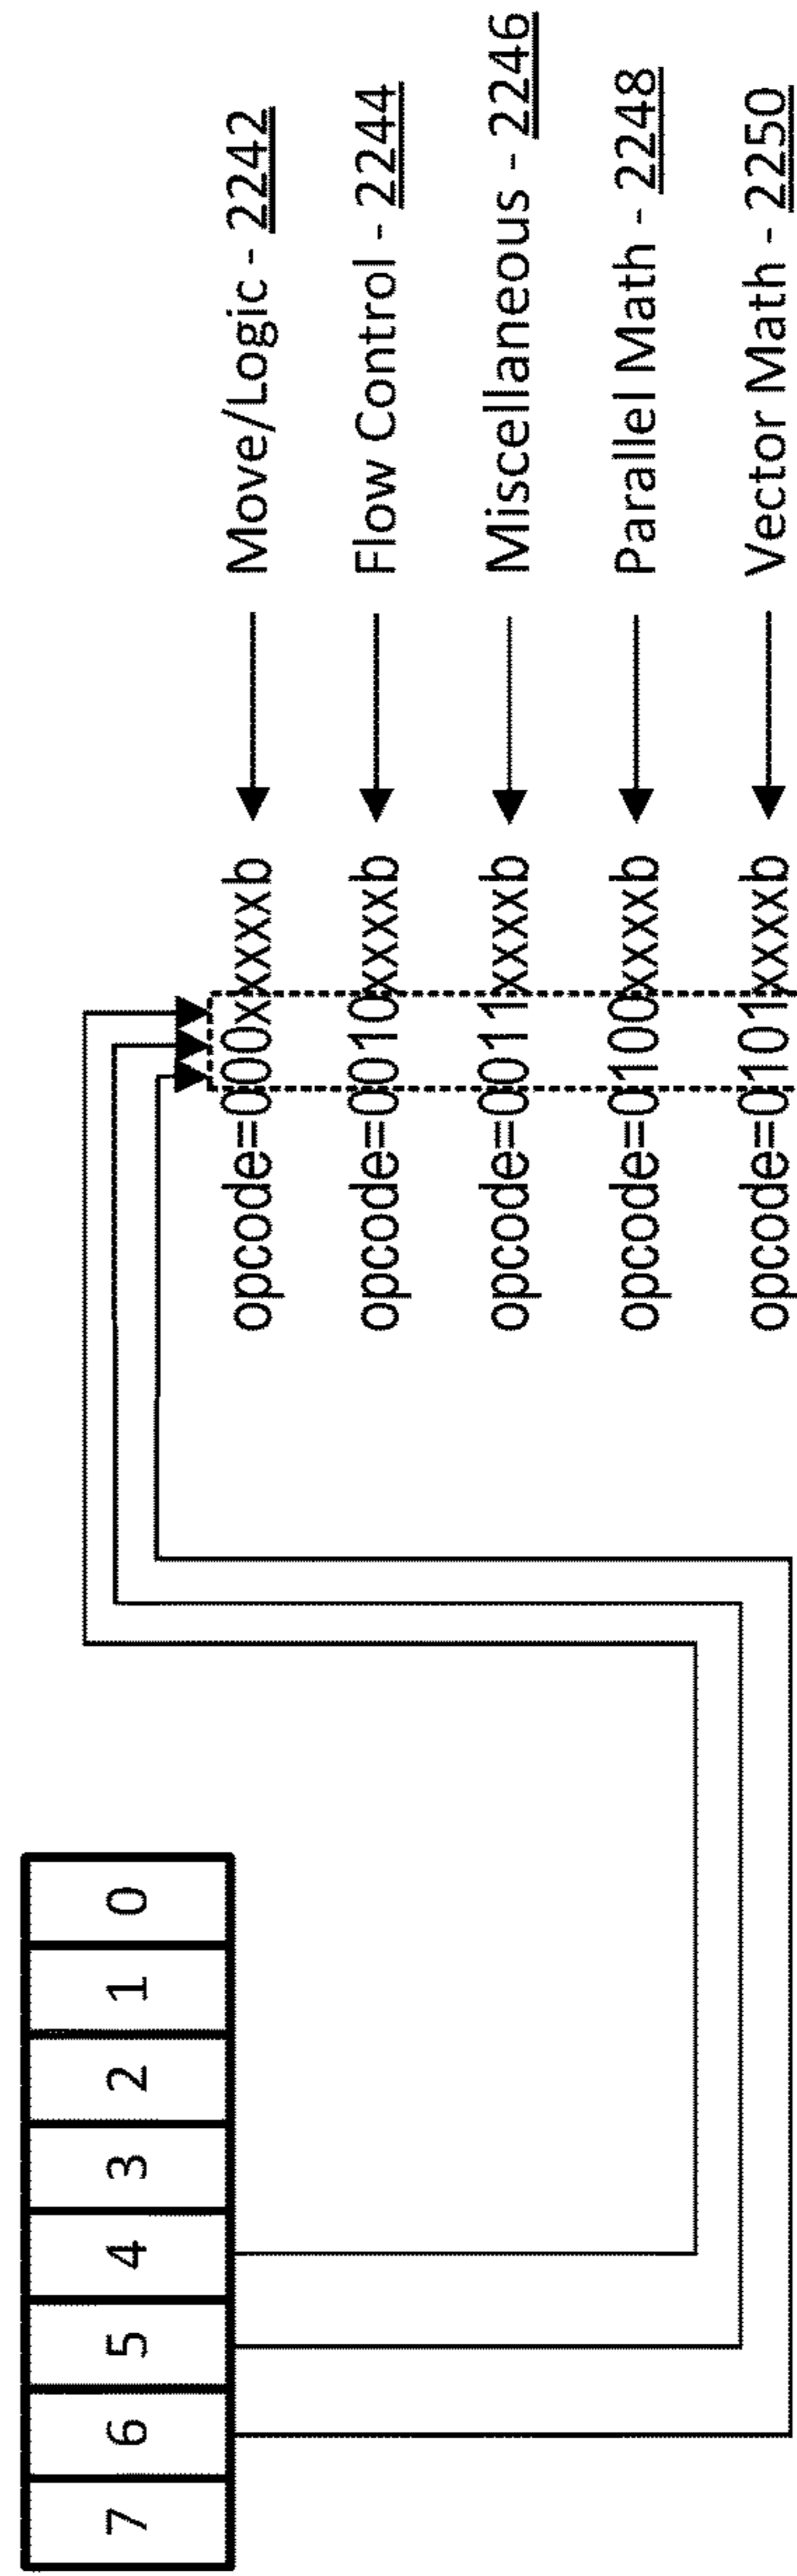 7 6 5 4 3 2 1 0
opcode=000xxxxxb Move/Logic - 2242
opcode=0010xxxxb Flow Control - 2244
opcode=0011xxxxb Miscellaneous - 2246
opcode=0100xxxxb Parallel Math - 2248
opcode=0101xxxxb Vector Math - 2250